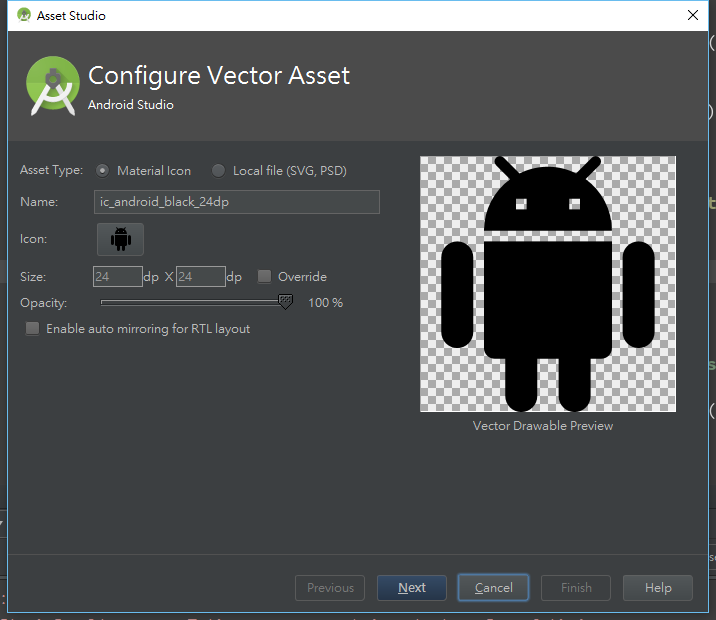 Asset Studio
Configure Vector Asset
Android Studio
Asset Type: Material Icon Local file (SVG, PSD)
Name: ic_android_black_24dp
Icon:
Size: 24 dp X 24 dp Override
Opacity: 100 %
Enable auto mirroring for RTL layout
Vector Drawable Preview
Previous Next Cancel Finish Help